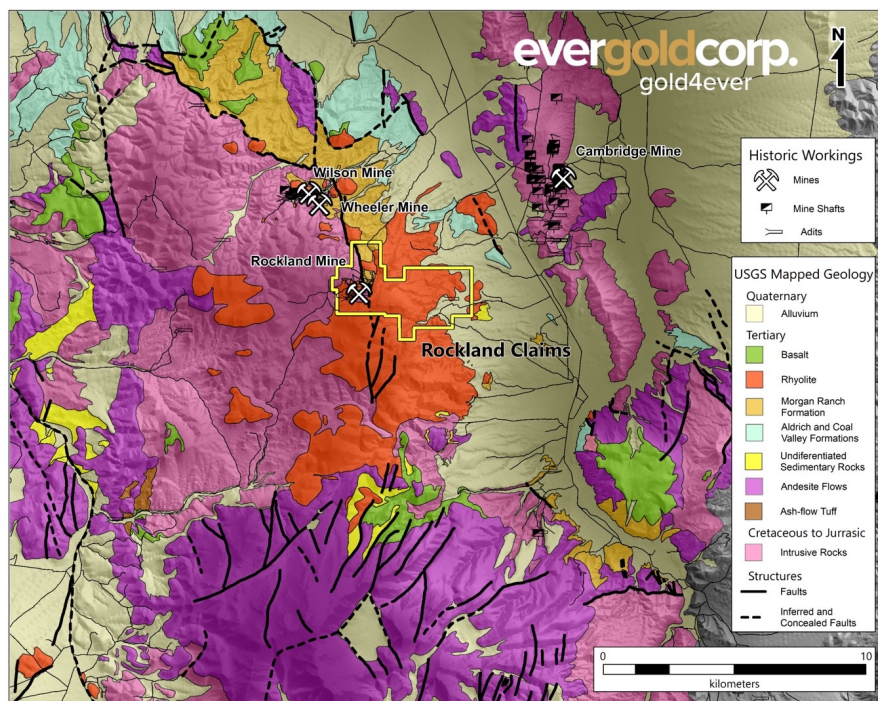 evergoldcorp.
gold4ever
N
Cambridge Mine
Wilson Mine
Wheeler Mine
Rockland Mine
Rockland Claims
Historic Workings
Mines
Mine Shafts
Adits
USGS Mapped Geology
Quaternary
Alluvium
Tertiary
Basalt
Rhyolite
Morgan Ranch
Formation
Aldrich and Coal
Valley Formations
Undifferentiated
Sedimentary Rocks
Andesite Flows
Ash-flow Tuff
Cretaceous to Jurrasic
Intrusive Rocks
Structures
Faults
Inferred and
Concealed Faults
0 10
kilometers